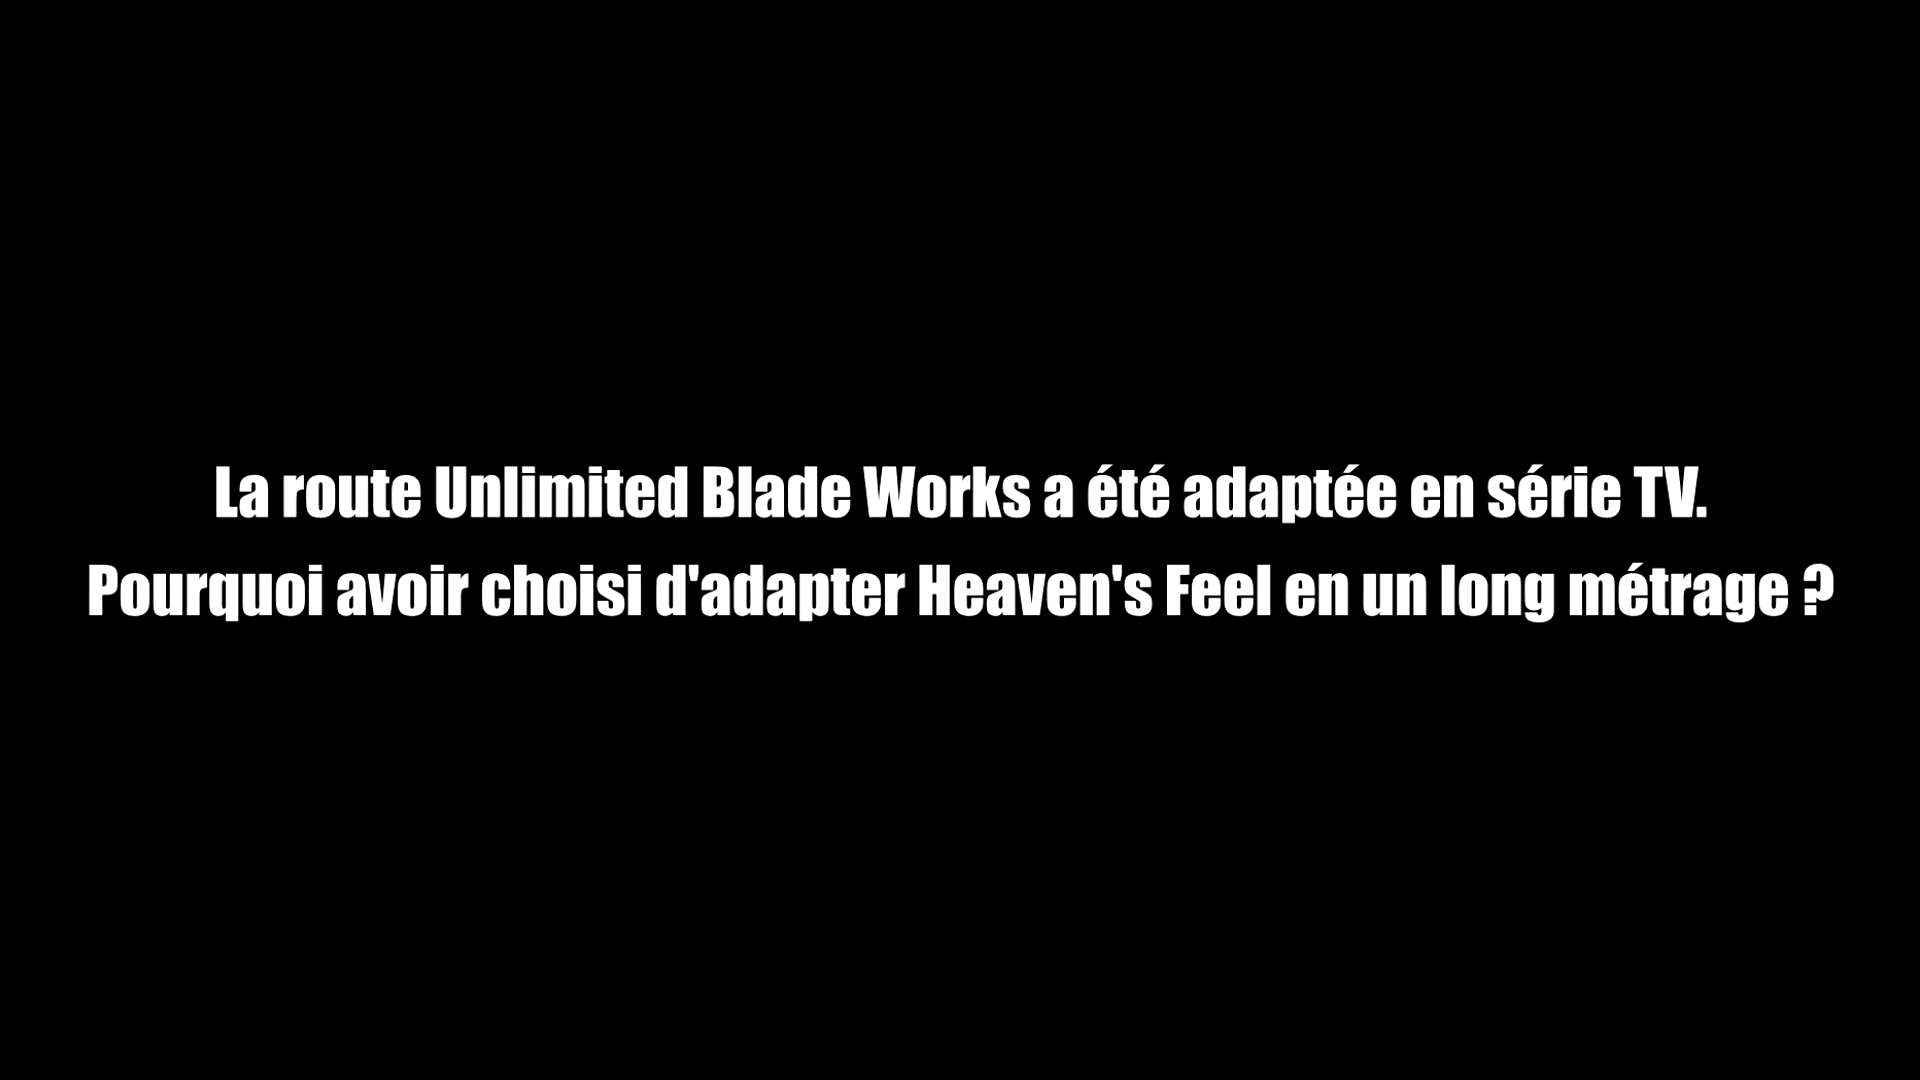 La route Unlimited Blade Works a été adaptée en série TV.
Pourquoi avoir choisi d'adapter Heaven's Feel en un long métrage ?